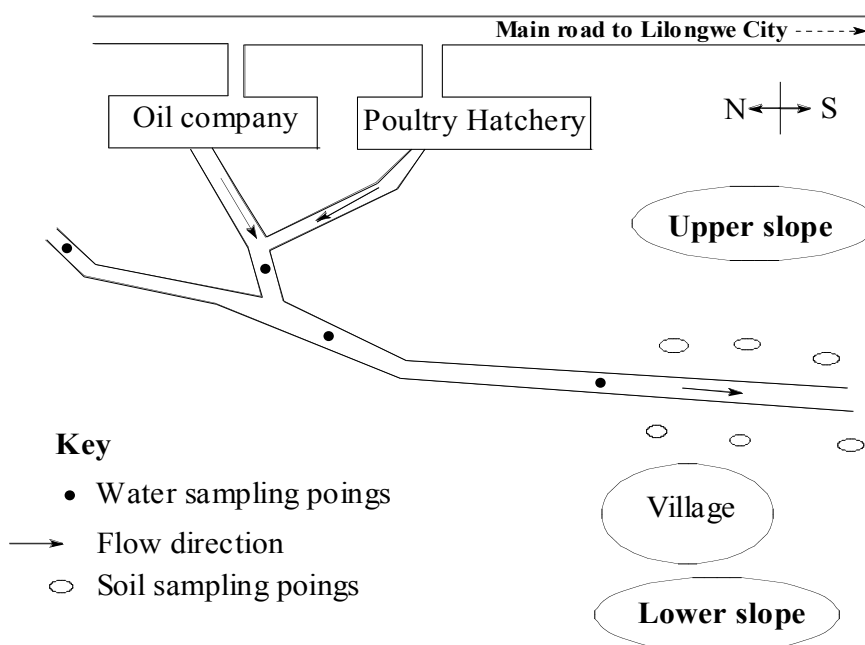 Main road to Lilongwe City
Oil company
Poultry Hatchery
N
S
Upper slope
Key
Water sampling poings
Flow direction
Soil sampling poings
Village
Lower slope